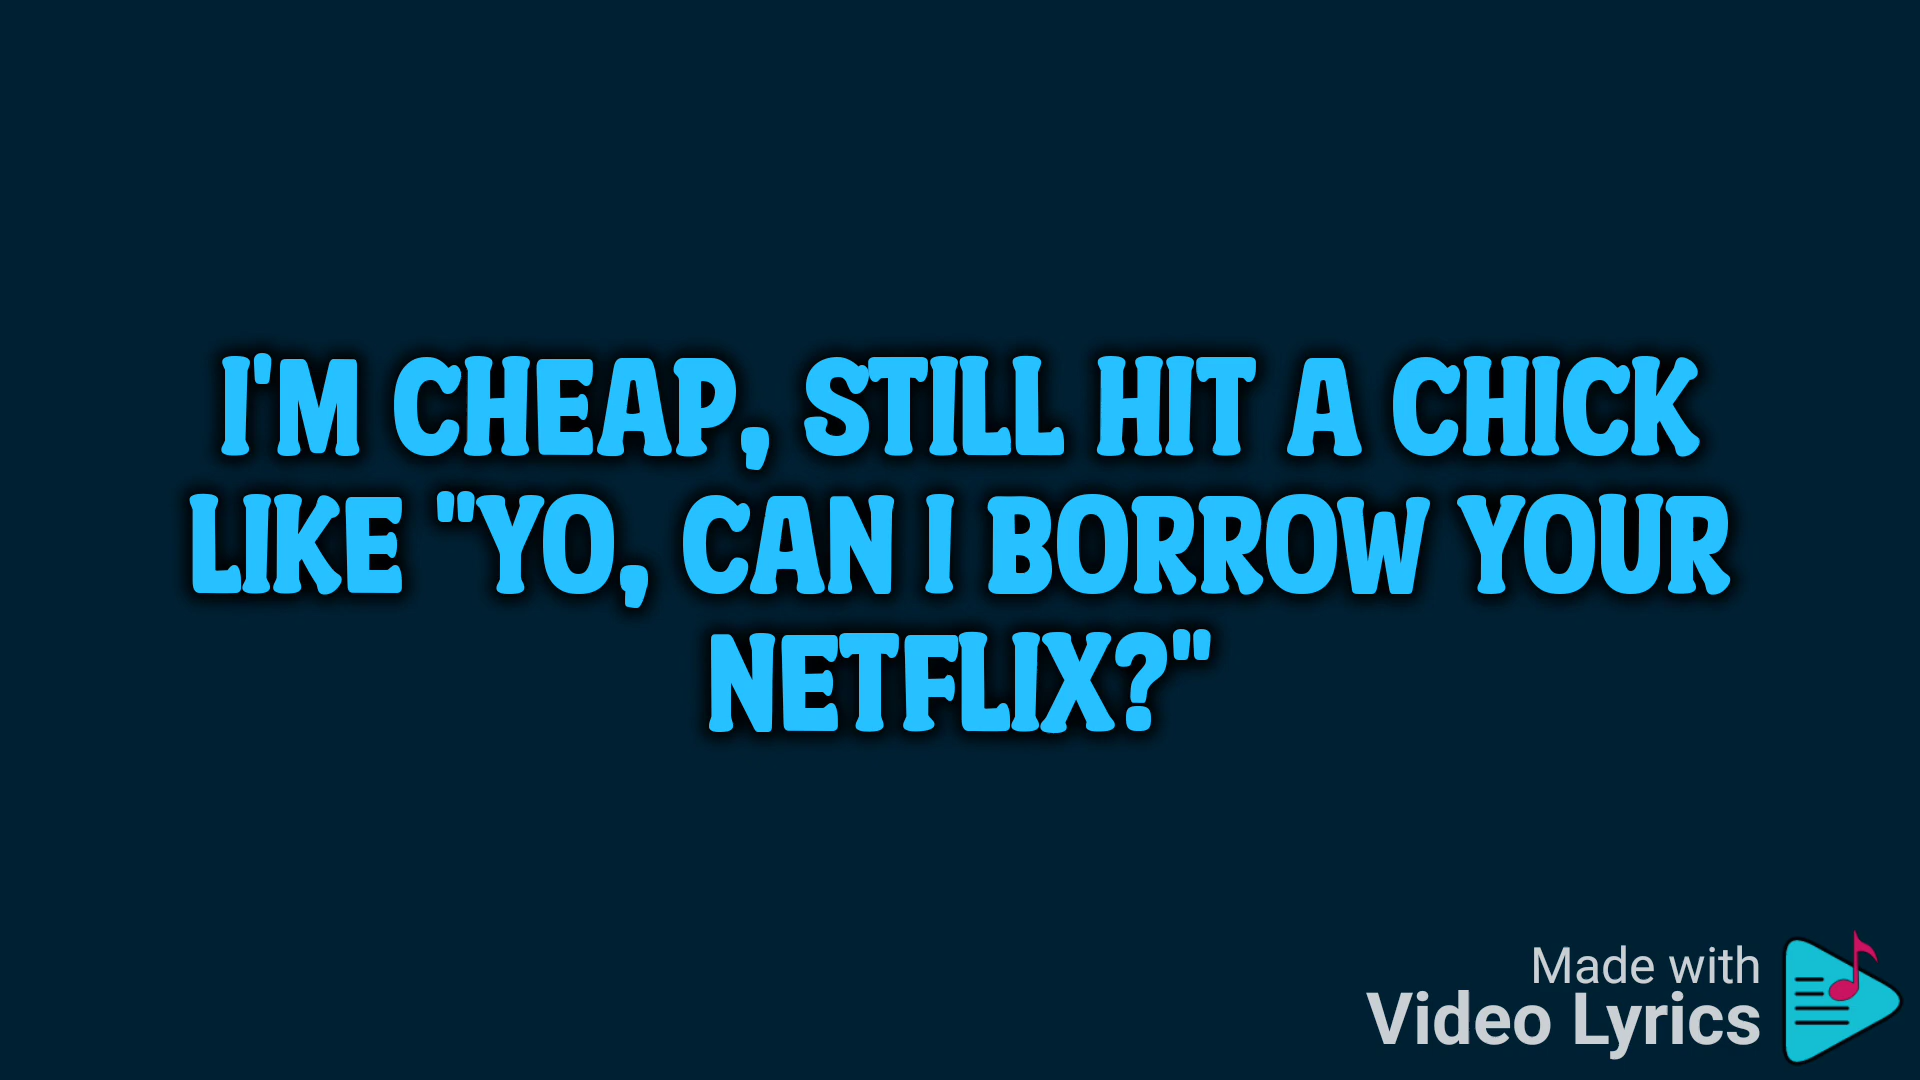 I'M CHEAP, STILL HIT A CHICK
LIKE "YO, CAN I BORROW YOUR
NETFLIX?"
Made with
Video Lyrics